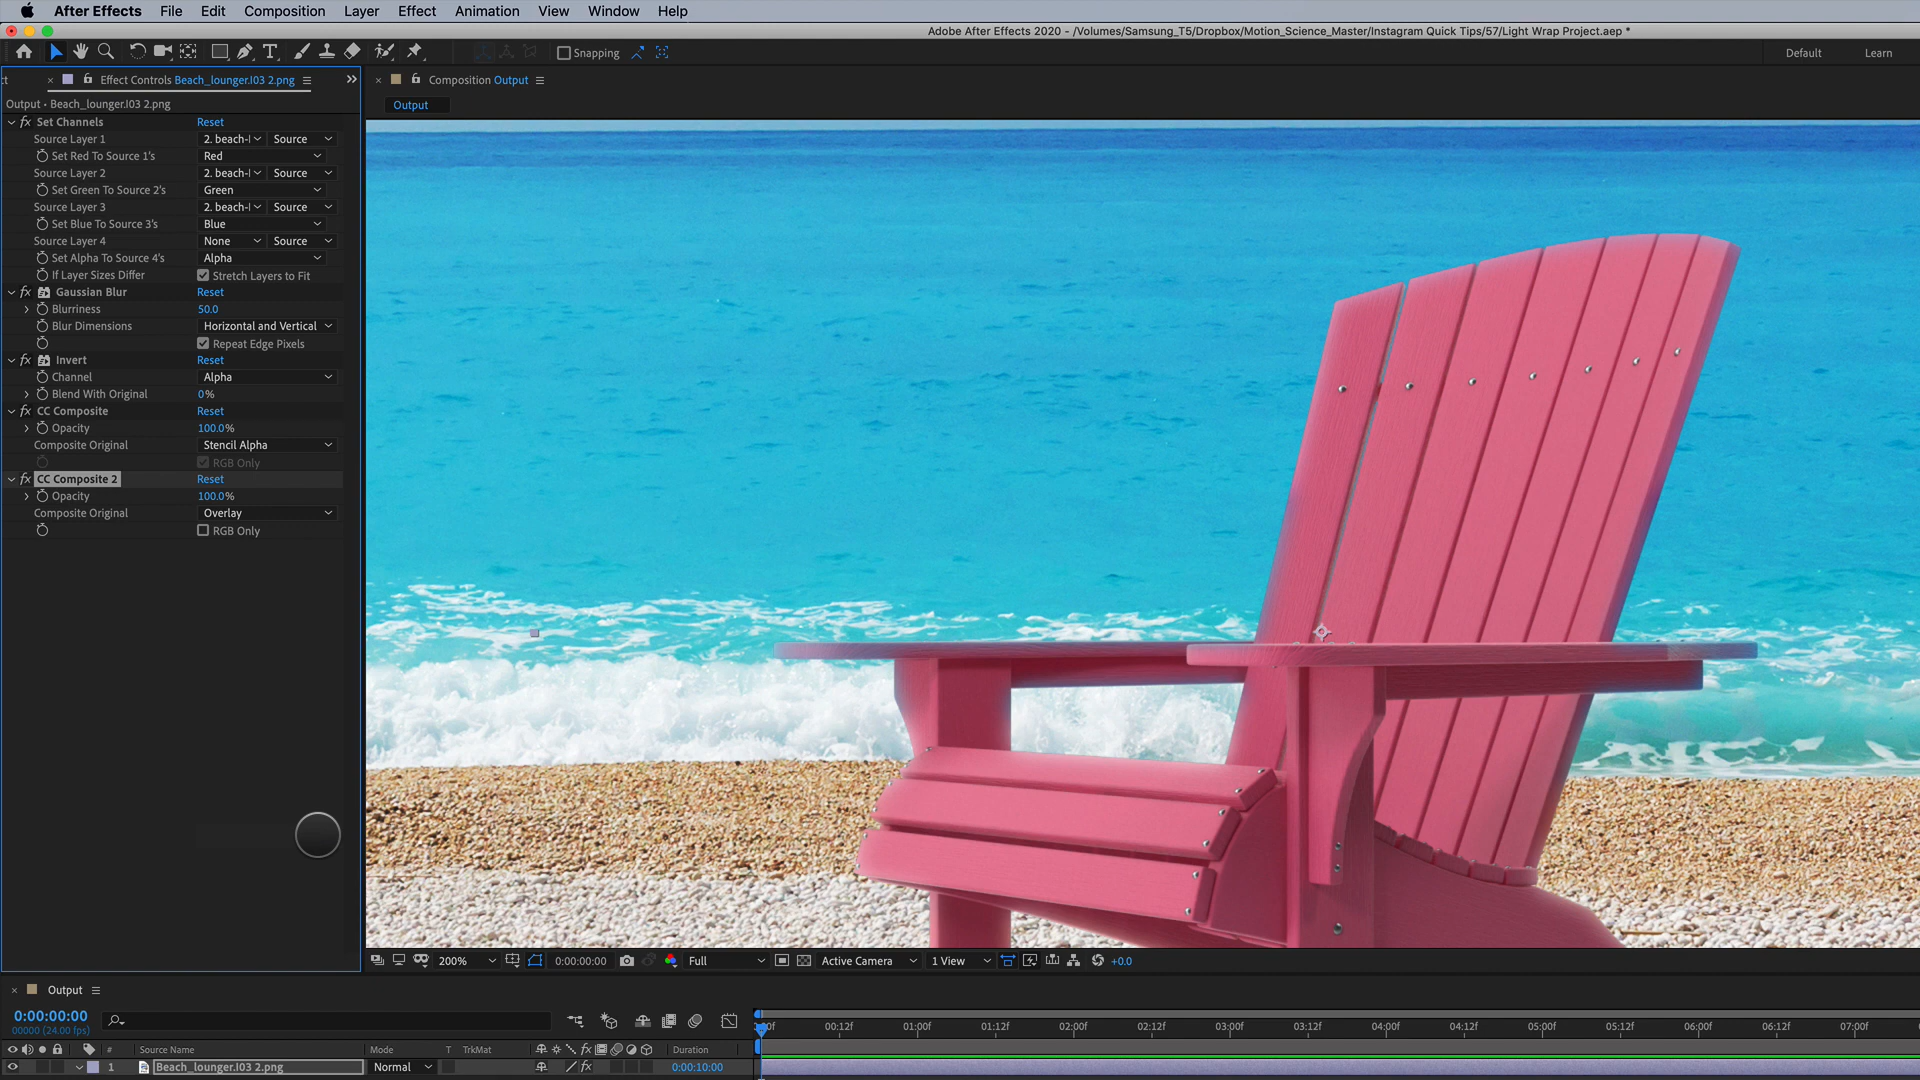 After Effects File Edit Composition Layer Effect Animation View Window Help
Adobe After Effects 2020 - /Volumes/Samsung_T5/Dropbox/Motion_Science_Master/Instagram Quick Tips/57/Light Wrap Project.aep *
Snapping Default Learn
Effect Controls Beach_lounger.I03 2.png
Composition Output
Output • Beach_lounger.I03 2.png
Output
fx Set Channels Reset
Source Layer 1 2. beach-l Source
Set Red To Source 1's Red
Source Layer 2 2. beach-l Source
Set Green To Source 2's Green
Source Layer 3 2. beach-l Source
Set Blue To Source 3's Blue
Source Layer 4 None Source
Set Alpha To Source 4's Alpha
If Layer Sizes Differ Stretch Layers to Fit
fx Gaussian Blur Reset
Blurriness 50.0
Blur Dimensions Horizontal and Vertical
Repeat Edge Pixels
fx Invert Reset
Channel Alpha
Blend With Original 0%
fx CC Composite Reset
Opacity 100.0%
Composite Original Stencil Alpha
RGB Only
fx CC Composite 2 Reset
Opacity 100.0%
Composite Original Overlay
RGB Only
200% 0:00:00:00 Full Active Camera 1 View +0.0
Output
0:00:00:00
00000 (24.00 fps)
00f 00:12f 01:00f 01:12f 02:00f 02:12f 03:00f 03:12f 04:00f 04:12f 05:00f 05:12f 06:00f 06:12f 07:00f
# Source Name Mode T TrkMat fx Duration
1 Beach_lounger.I03 2.png Normal fx 0:00:10:00